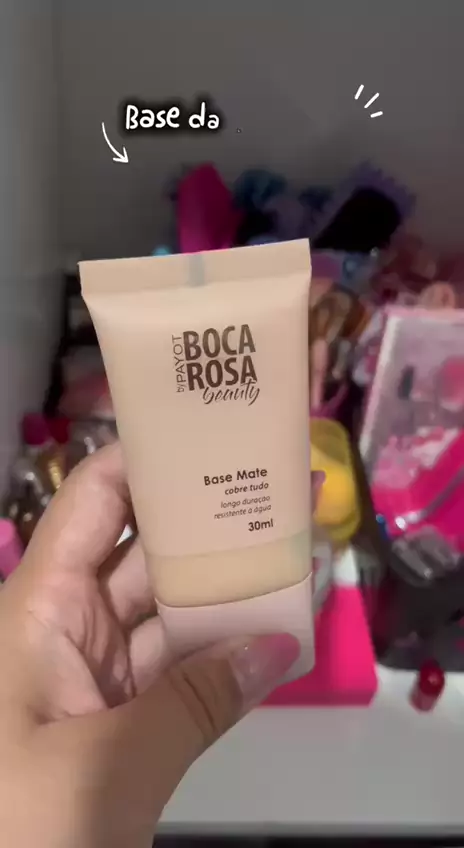 Base da
BOCA
ROSA
beauty
by PAYOT
Base Mate
cobre tudo
longa duração
resistente à água
30ml